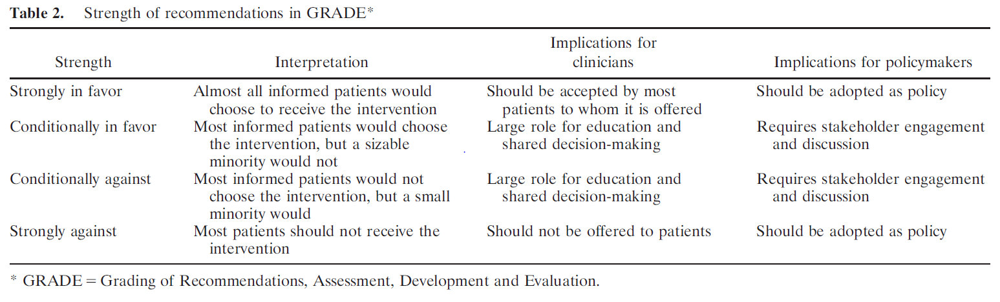 Table 2. Strength of recommendations in GRADE*
Strength Interpretation Implications for clinicians Implications for policymakers
Strongly in favor Almost all informed patients would Should be accepted by most Should be adopted as policy
choose to receive the intervention patients to whom it is offered
Conditionally in favor Most informed patients would choose Large role for education and Requires stakeholder engagement
the intervention, but a sizable shared decision-making and discussion
minority would not
Conditionally against Most informed patients would not Large role for education and Requires stakeholder engagement
choose the intervention, but a small shared decision-making and discussion
minority would
Strongly against Most patients should not receive the Should not be offered to patients Should be adopted as policy
intervention
* GRADE = Grading of Recommendations, Assessment, Development and Evaluation.